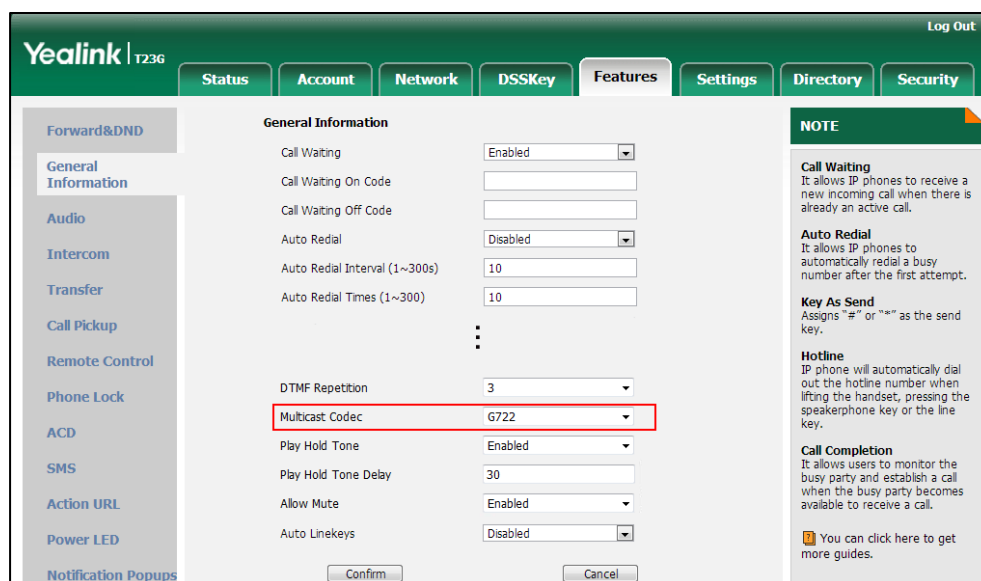 Log Out
Yealink | T23G
Status
Account
Network
DSSKey
Features
Settings
Directory
Security
Forward&DND
General
Information
Audio
Intercom
Transfer
Call Pickup
Remote Control
Phone Lock
ACD
SMS
Action URL
Power LED
Notification Popups
General Information
Call Waiting Enabled
Call Waiting On Code
Call Waiting Off Code
Auto Redial Disabled
Auto Redial Interval (1~300s) 10
Auto Redial Times (1~300) 10
DTMF Repetition 3
Multicast Codec G722
Play Hold Tone Enabled
Play Hold Tone Delay 30
Allow Mute Enabled
Auto Linekeys Disabled
Confirm Cancel
NOTE
Call Waiting
It allows IP phones to receive a
new incoming call when there is
already an active call.
Auto Redial
It allows IP phones to
automatically redial a busy
number after the first attempt.
Key As Send
Assigns "#" or "*" as the send
key.
Hotline
IP phone will automatically dial
out the hotline number when
lifting the handset, pressing the
speakerphone key or the line
key.
Call Completion
It allows users to monitor the
busy party and establish a call
when the busy party becomes
available to receive a call.
You can click here to get
more guides.